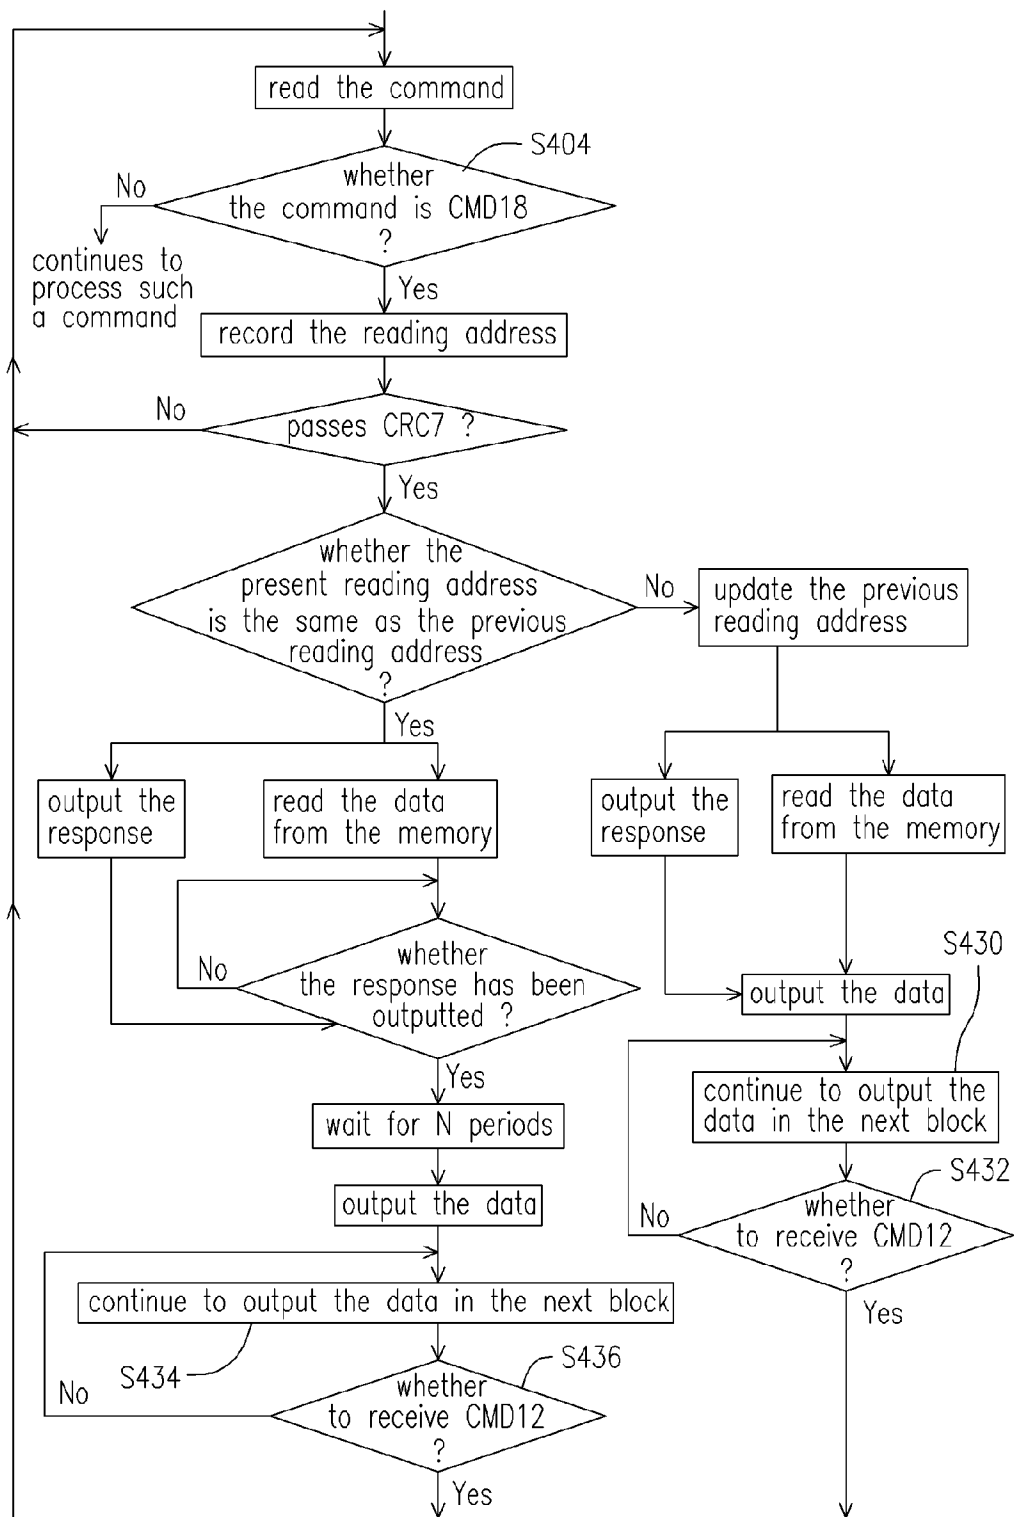 read the command
S404
whether
the command is CMD18
?
No
continues to
process such
a command
Yes
record the reading address
No
passes CRC7 ?
Yes
whether the
present reading address
is the same as the previous
reading address
?
No
update the previous
reading address
Yes
output the
response
read the data
from the memory
output the
response
read the data
from the memory
whether
the response has been
outputted ?
No
S430
output the data
Yes
continue to output the
data in the next block
wait for N periods
S432
output the data
whether
to receive CMD12
?
No
continue to output the data in the next block
Yes
S434
S436
whether
to receive CMD12
?
No
Yes